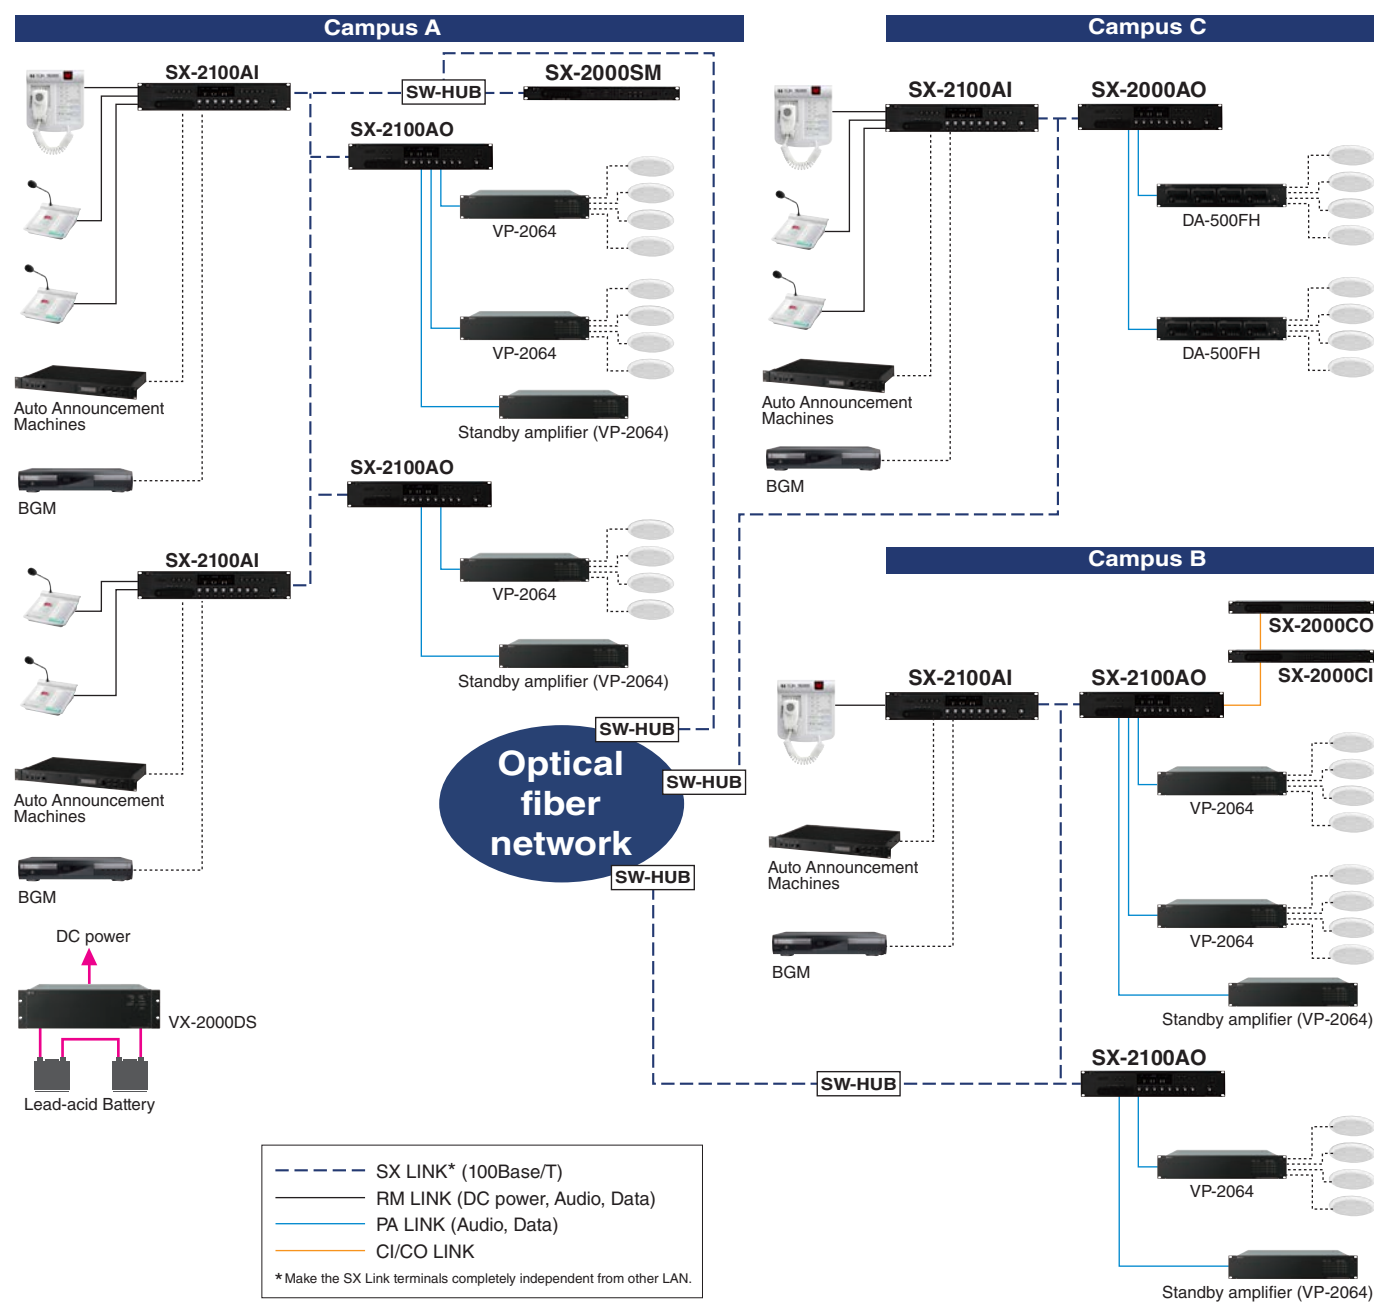 Campus A
SX-2100AI
SW-HUB
SX-2000SM
SX-2100AO
VP-2064
VP-2064
Auto Announcement
Machines
Standby amplifier (VP-2064)
BGM
SX-2100AO
SX-2100AI
VP-2064
Standby amplifier (VP-2064)
Auto Announcement
Machines
BGM
SW-HUB
Optical
fiber
network
SW-HUB
SW-HUB
DC power
VX-2000DS
Lead-acid Battery
Campus C
SX-2100AI
SX-2000AO
DA-500FH
DA-500FH
Auto Announcement
Machines
BGM
Campus B
SX-2000CO
SX-2000CI
SX-2100AI
SX-2100AO
VP-2064
Auto Announcement
Machines
VP-2064
BGM
Standby amplifier (VP-2064)
SX-2100AO
SW-HUB
VP-2064
Standby amplifier (VP-2064)
SX LINK* (100Base/T)
RM LINK (DC power, Audio, Data)
PA LINK (Audio, Data)
CI/CO LINK
* Make the SX Link terminals completely independent from other LAN.